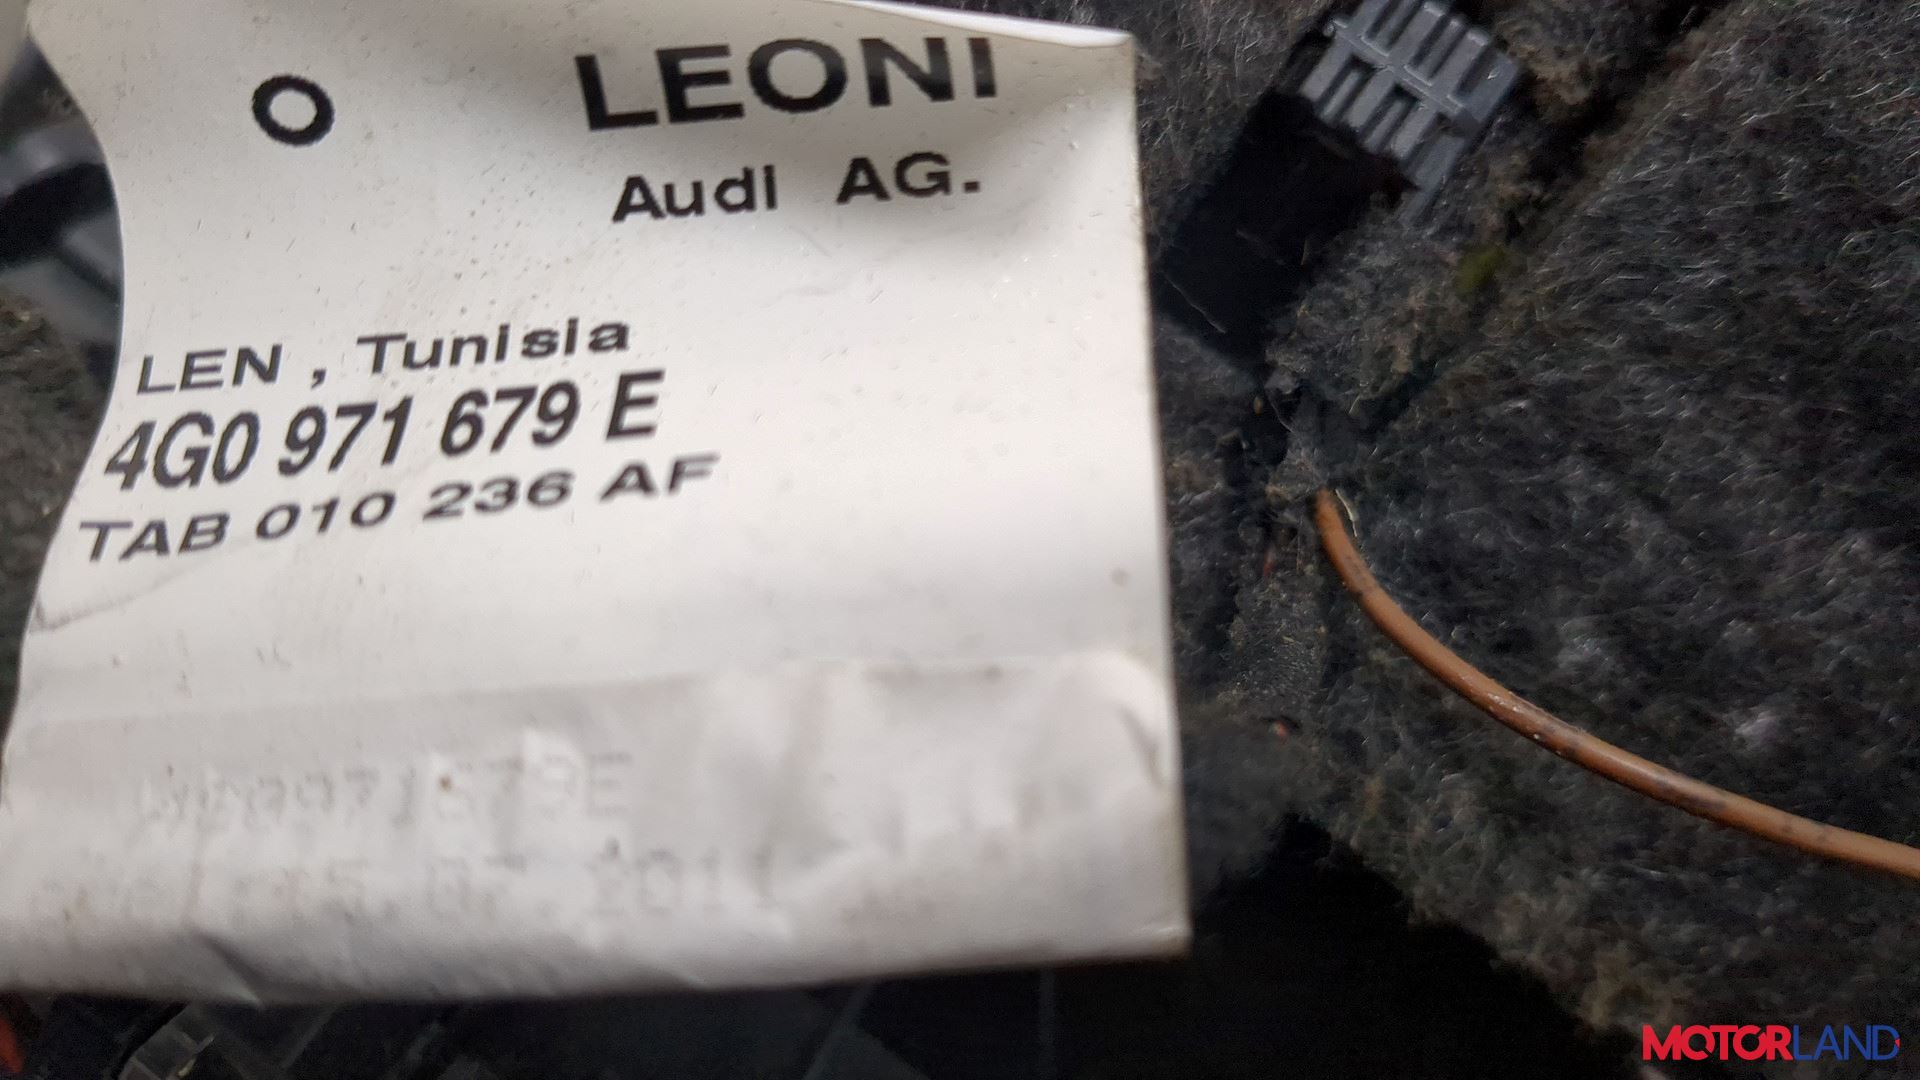 O
LEONI
Audi AG.
LEN , Tunisia
4G0 971 679 E
TAB 010 236 AF
MOTORLAND